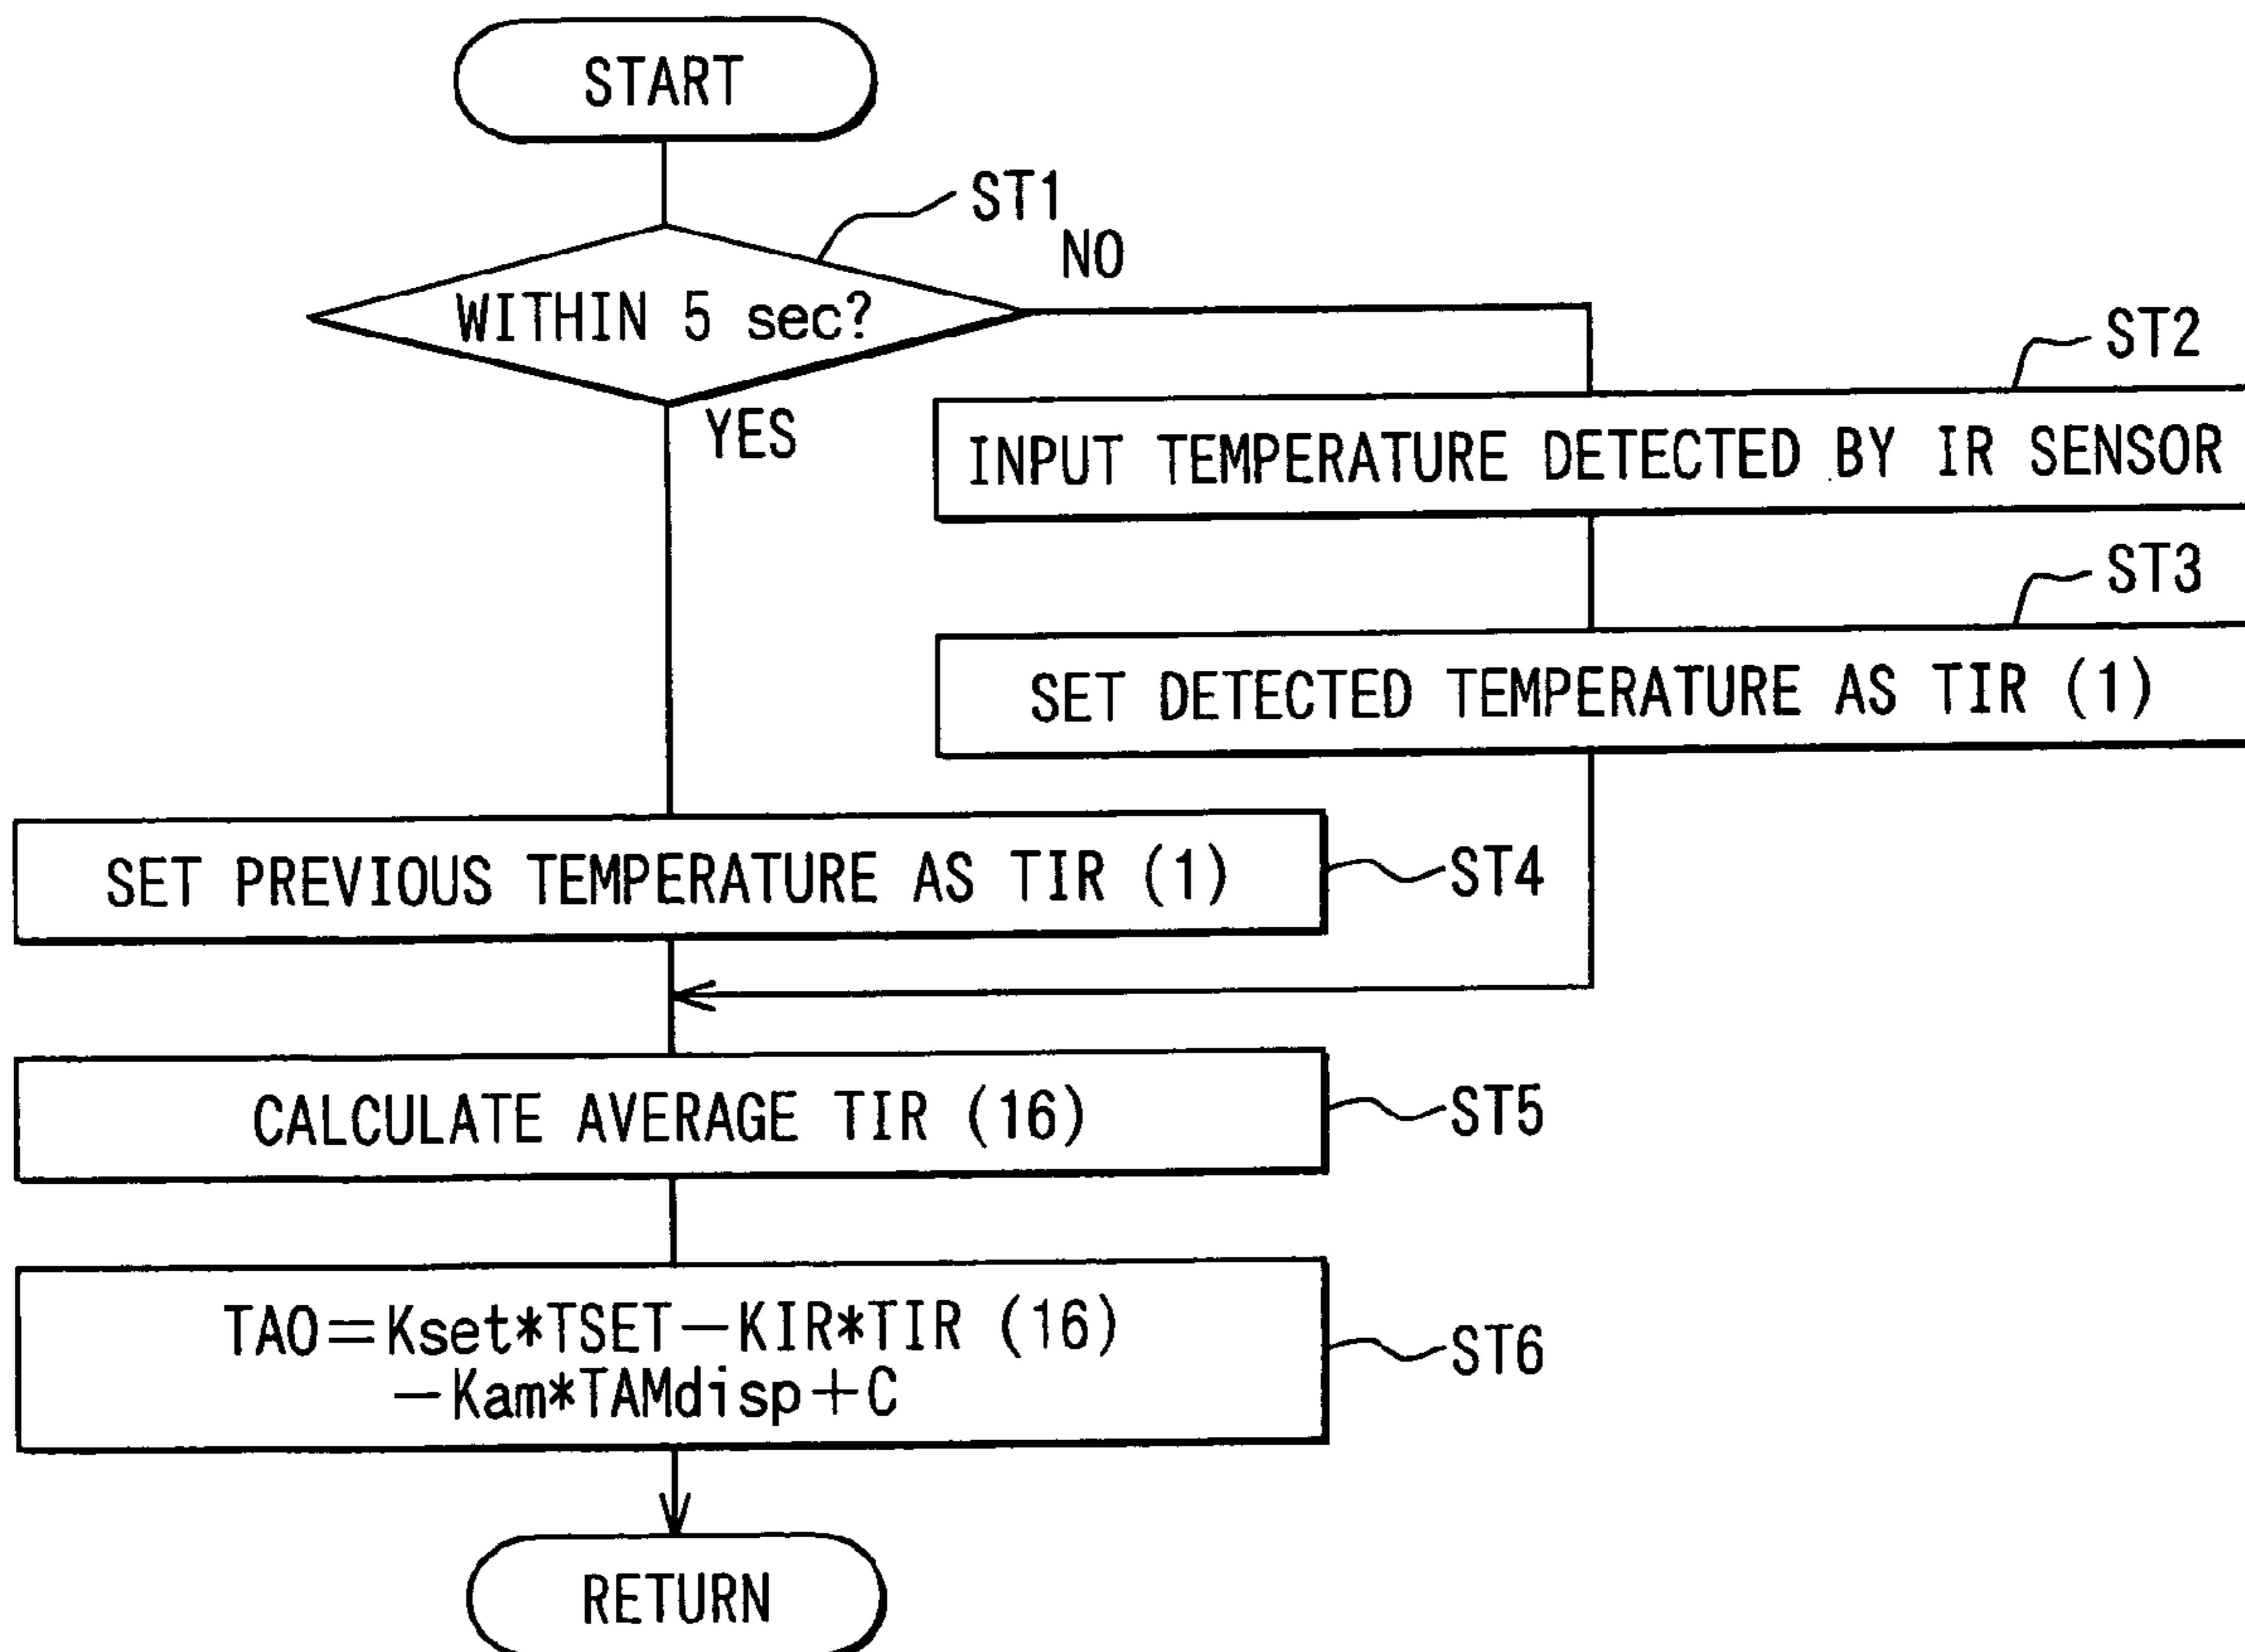 START
ST1
NO
WITHIN 5 sec?
ST2
YES
INPUT TEMPERATURE DETECTED BY IR SENSOR
ST3
SET DETECTED TEMPERATURE AS TIR (1)
SET PREVIOUS TEMPERATURE AS TIR (1)
ST4
CALCULATE AVERAGE TIR (16)
ST5
TAO=Kset*TSET-KIR*TIR (16)
-Kam*TAMdisp+C
ST6
RETURN